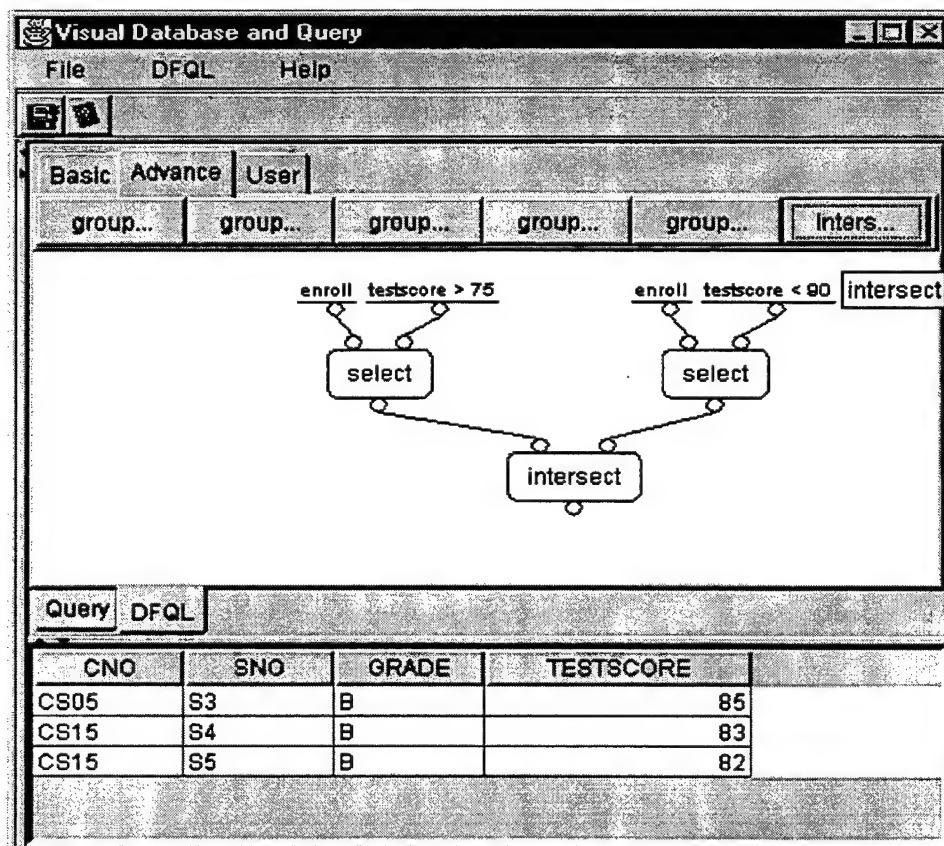 Visual Database and Query
File DFQL Help
Basic Advance User
group... group... group... group... group... Inters...
enroll testscore > 75 enroll testscore < 90 intersect
select select
intersect
Query DFQL
CNO SNO GRADE TESTSCORE
CS05 S3 B 85
CS15 S4 B 83
CS15 S5 B 82